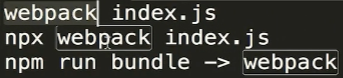 webpack index.js
npx webpack index.js
npm run bundle -> webpack